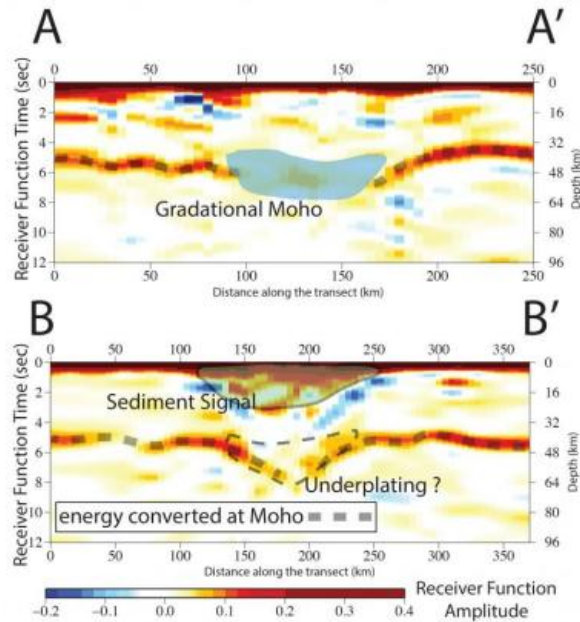 A A'
0 50 100 150 200 250
Receiver Function Time (sec)
0
2
4
6
8
10
12
Gradational Moho
0
16
32
48
64
80
96
Depth (km)
0 50 100 150 200 250
Distance along the transect (km)
B B'
0 50 100 150 200 250 300 350
Receiver Function Time (sec)
0
2
4
6
8
10
12
Sediment Signal
Underplating ?
energy converted at Moho
0
16
32
48
64
80
96
Depth (km)
0 50 100 150 200 250 300 350
Distance along the transect (km)
−0.2 −0.1 0.0 0.1 0.2 0.3 0.4
Receiver Function
Amplitude